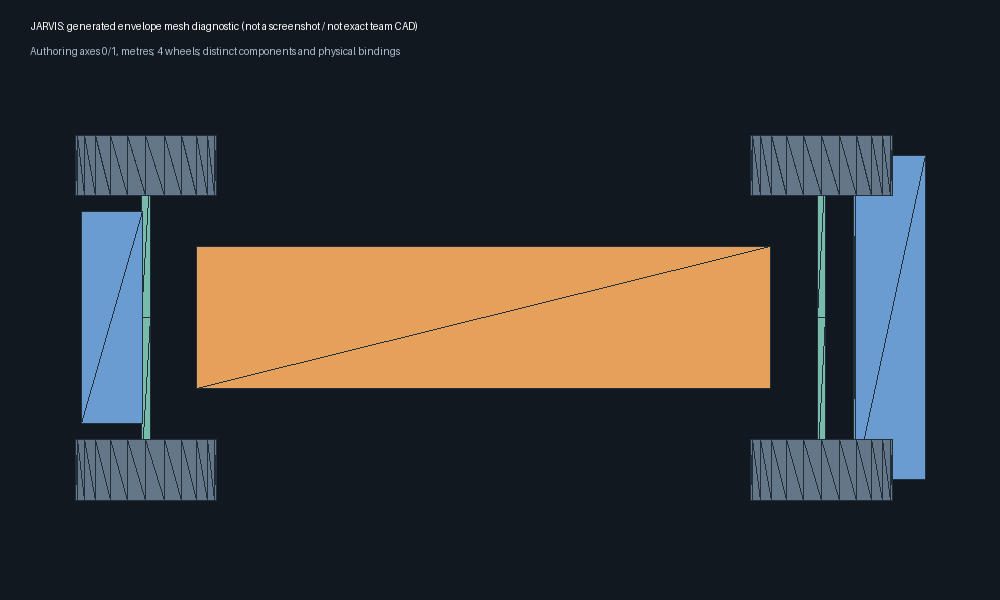 JARVIS: generated envelope mesh diagnostic (not a screenshot / not exact team CAD)
Authoring axes 0/1, metres; 4 wheels; distinct components and physical bindings